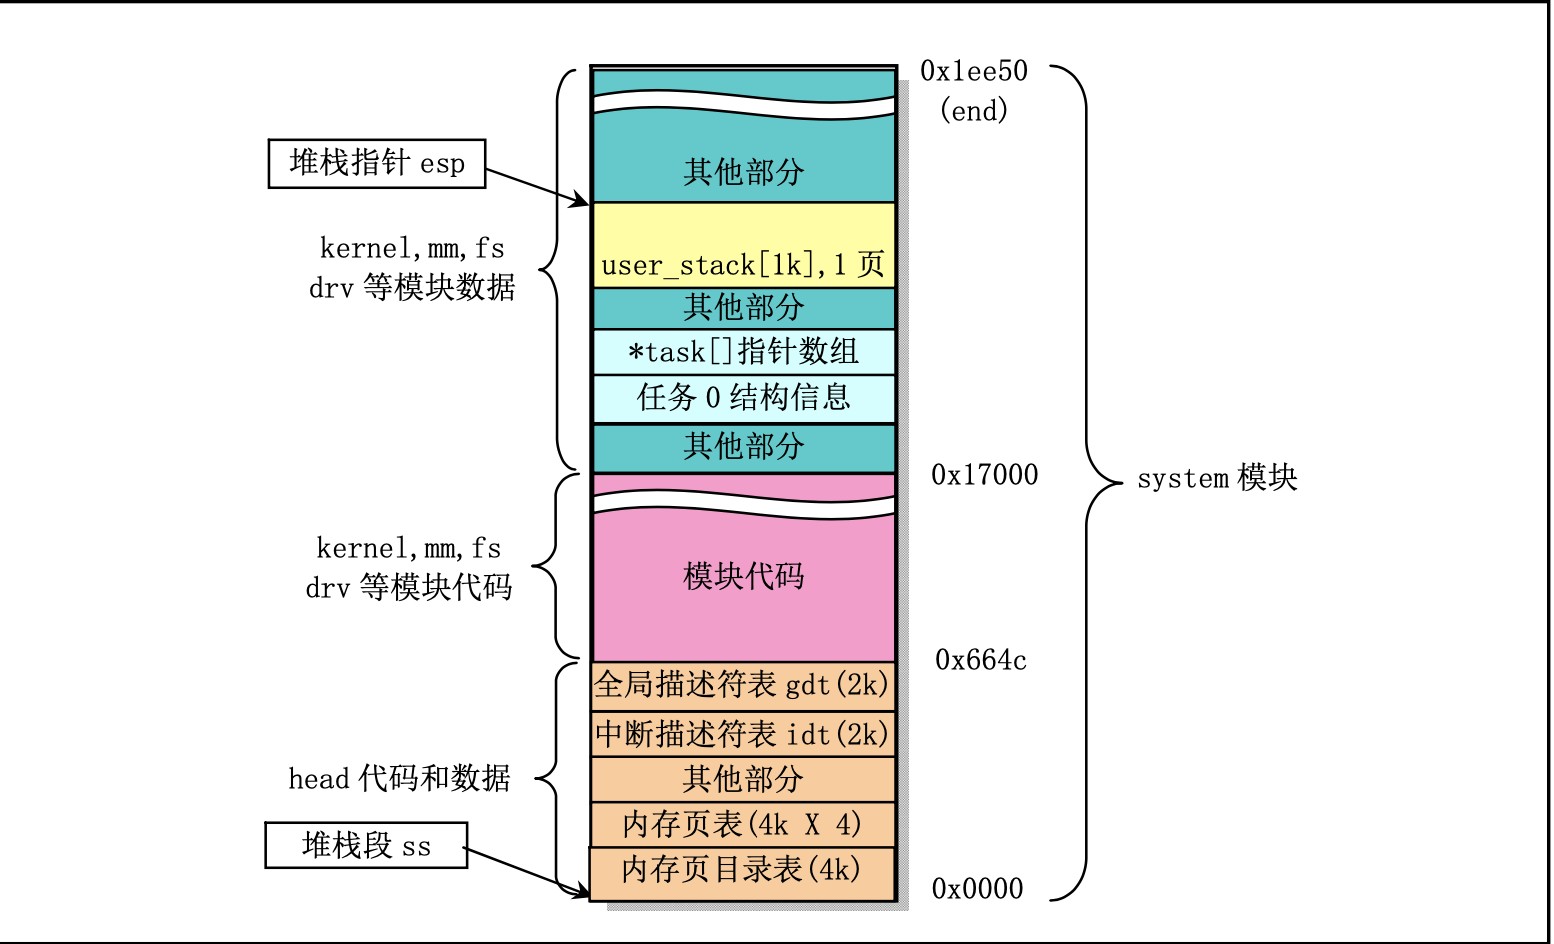 0x1ee50
(end)
其他部分
堆栈指针 esp
kernel,mm,fs
drv 等模块数据
user_stack[1k],1 页
其他部分
*task[]指针数组
任务 0 结构信息
其他部分
0x17000
system 模块
kernel,mm,fs
drv 等模块代码
模块代码
0x664c
全局描述符表 gdt(2k)
中断描述符表 idt(2k)
head 代码和数据
其他部分
内存页表(4k X 4)
堆栈段 ss
内存页目录表(4k)
0x0000